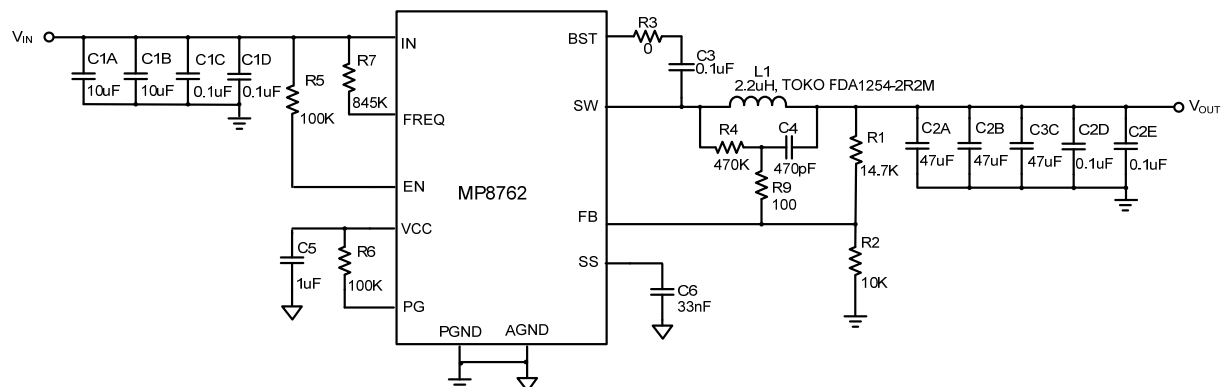 VIN
C1A
10uF
C1B
10uF
C1C
0.1uF
C1D
0.1uF
R5
100K
R7
845K
IN
FREQ
EN
VCC
PG
MP8762
PGND
AGND
BST
SW
FB
SS
C5
1uF
R6
100K
R3
0
C3
0.1uF
L1
2.2uH, TOKO FDA1254-2R2M
R4
470K
C4
470pF
R9
100
R1
14.7K
R2
10K
C6
33nF
C2A
47uF
C2B
47uF
C3C
47uF
C2D
0.1uF
C2E
0.1uF
VOUT